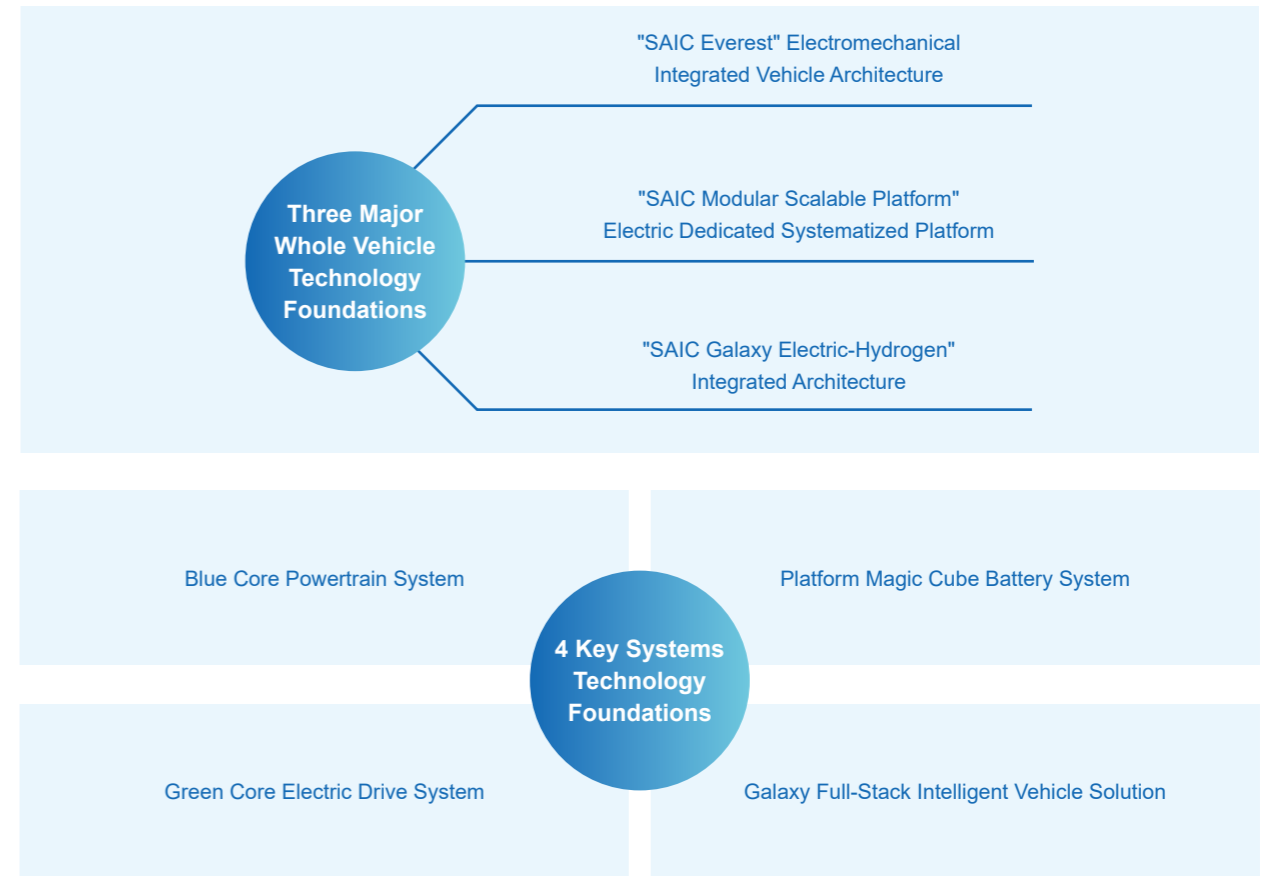 "SAIC Everest" Electromechanical
Integrated Vehicle Architecture
Three Major
Whole Vehicle
Technology
Foundations
"SAIC Modular Scalable Platform"
Electric Dedicated Systematized Platform
"SAIC Galaxy Electric-Hydrogen"
Integrated Architecture
Blue Core Powertrain System
Platform Magic Cube Battery System
4 Key Systems
Technology
Foundations
Green Core Electric Drive System
Galaxy Full-Stack Intelligent Vehicle Solution